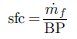 sfc = ṁ_f / BP